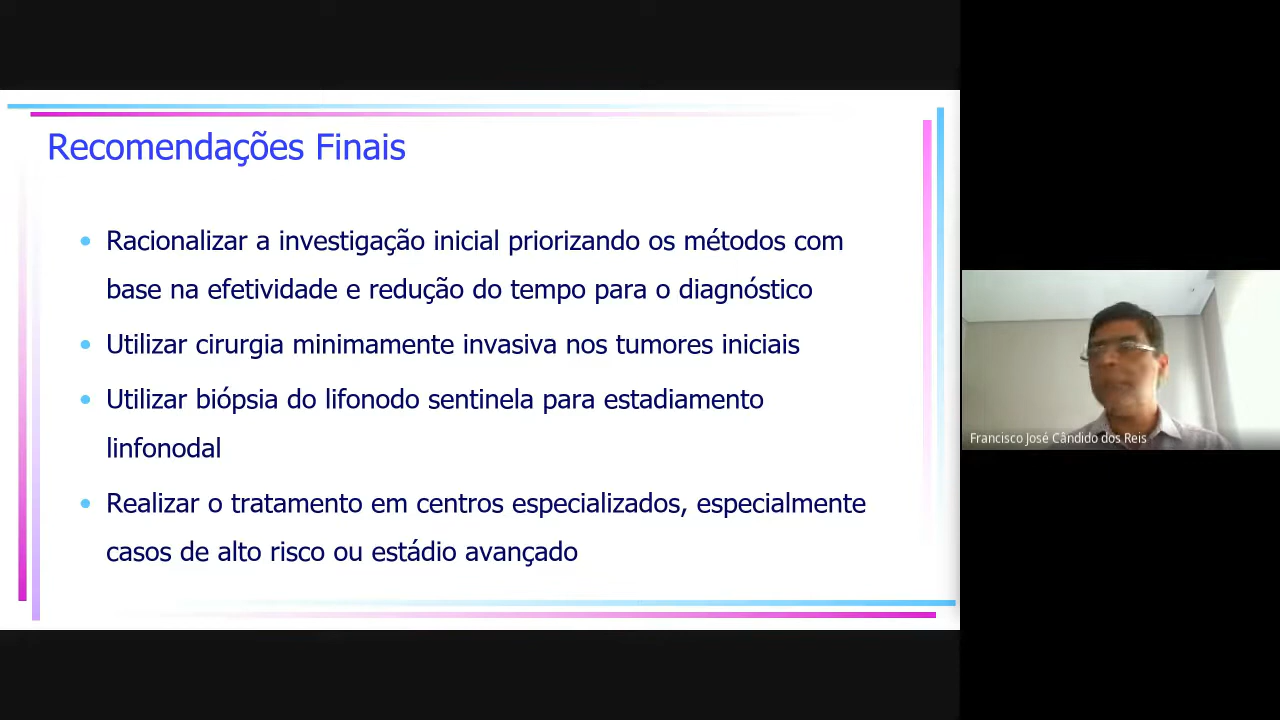 Recomendações Finais
Racionalizar a investigação inicial priorizando os métodos com
base na efetividade e redução do tempo para o diagnóstico
Utilizar cirurgia minimamente invasiva nos tumores iniciais
Utilizar biópsia do lifonodo sentinela para estadiamento
linfonodal
Realizar o tratamento em centros especializados, especialmente
casos de alto risco ou estádio avançado
Francisco José Cândido dos Reis